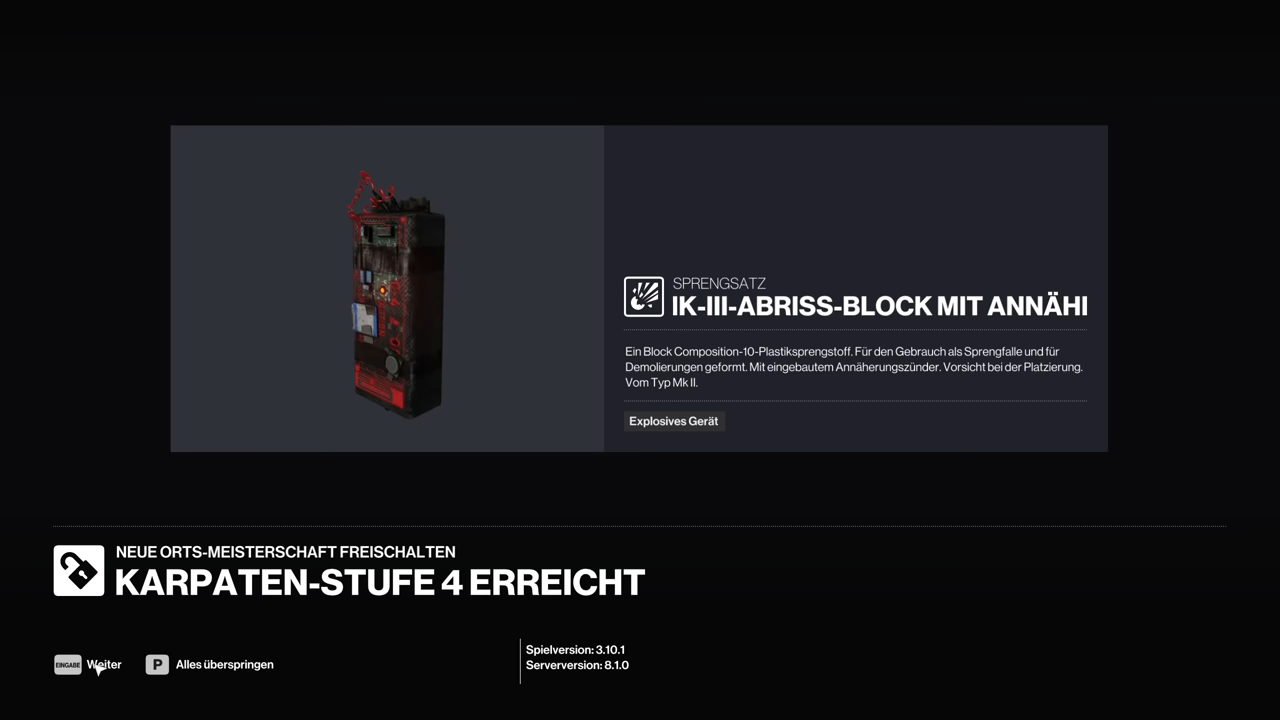 SPRENGSATZ
IK-III-ABRISS-BLOCK MIT ANNÄHI
Ein Block Composition-10-Plastiksprengstoff. Für den Gebrauch als Sprengfalle und für
Demolierungen geformt. Mit eingebautem Annäherungszünder. Vorsicht bei der Platzierung.
Vom Typ Mk II.
Explosives Gerät
NEUE ORTS-MEISTERSCHAFT FREISCHALTEN
KARPATEN-STUFE 4 ERREICHT
EINGABE Weiter P Alles überspringen
Spielversion: 3.10.1
Serverversion: 8.1.0